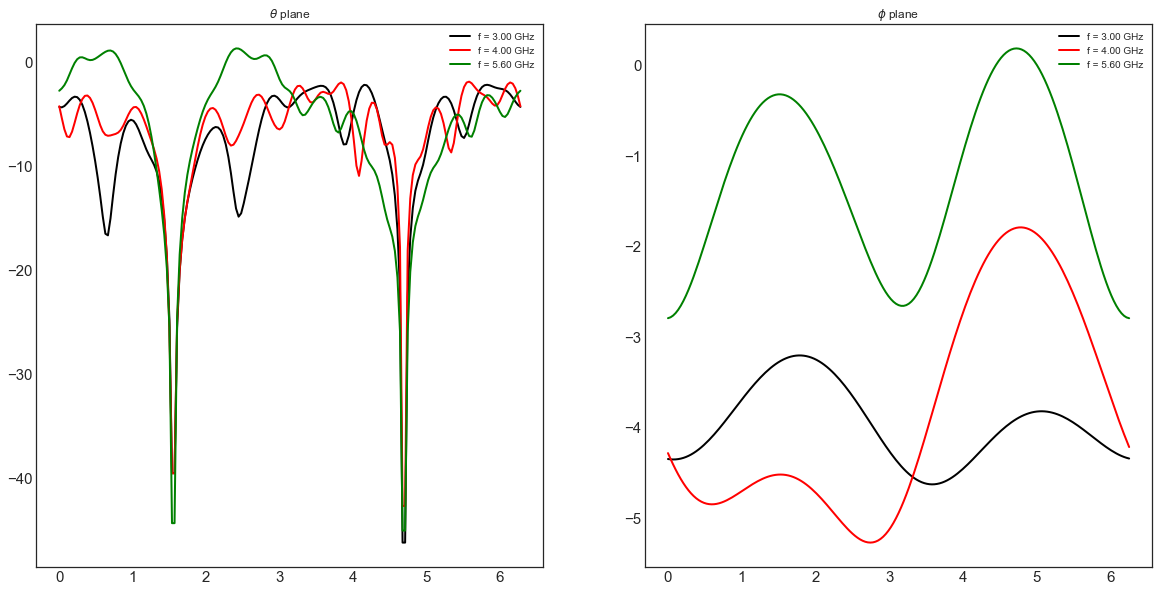 θ plane
f = 3.00 GHz
f = 4.00 GHz
f = 5.60 GHz
0
−10
−20
−30
−40
0 1 2 3 4 5 6
ϕ plane
f = 3.00 GHz
f = 4.00 GHz
f = 5.60 GHz
0
−1
−2
−3
−4
−5
0 1 2 3 4 5 6